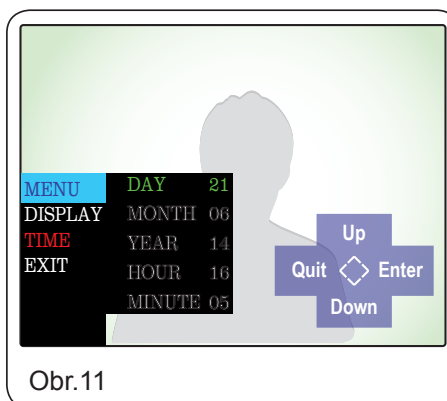 MENU
DISPLAY
TIME
EXIT
DAY 21
MONTH 06
YEAR 14
HOUR 16
MINUTE 05
Up
Quit Enter
Down
Obr.11